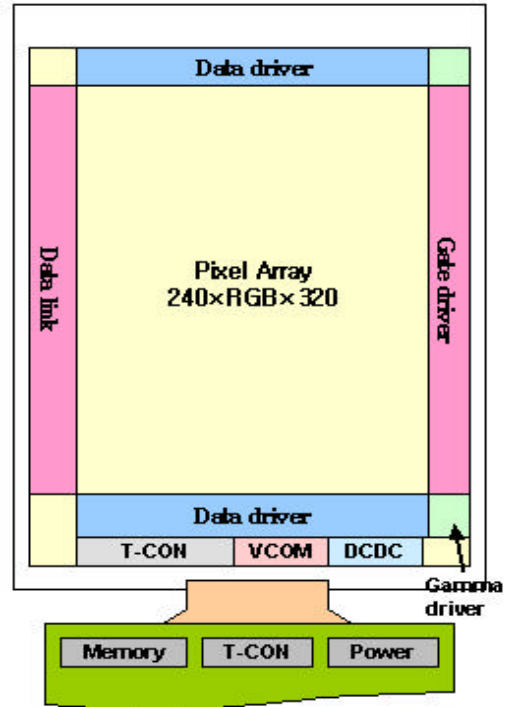 Data driver
Data link
Pixel Array
240×RGB×320
Gate driver
Data driver
T-CON VCOM DCDC
Gamma
driver
Memory T-CON Power